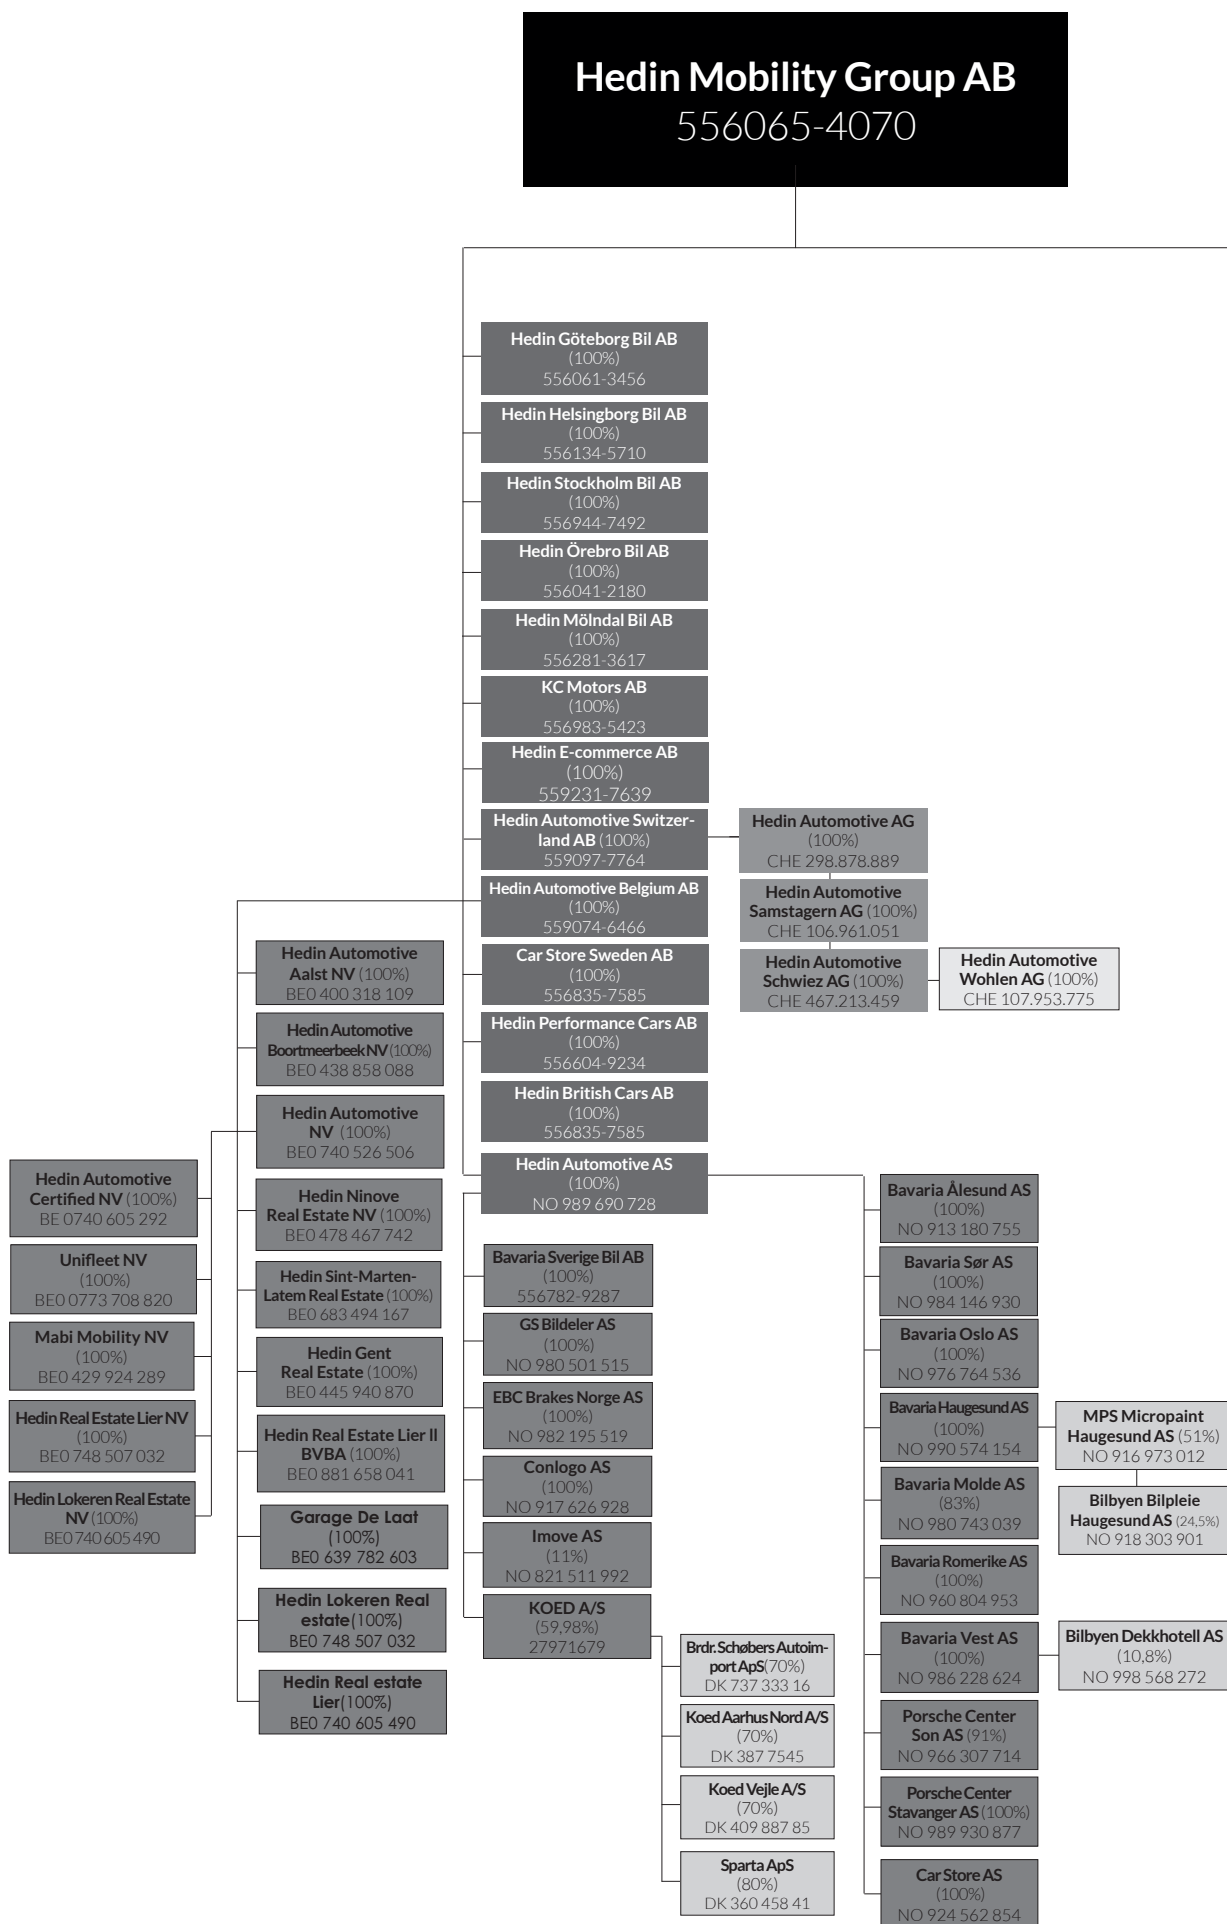 Hedin Mobility Group AB
556065-4070
Hedin Göteborg Bil AB
(100%)
556061-3456
Hedin Helsingborg Bil AB
(100%)
556134-5710
Hedin Stockholm Bil AB
(100%)
556944-7492
Hedin Örebro Bil AB
(100%)
556041-2180
Hedin Mölndal Bil AB
(100%)
556281-3617
KC Motors AB
(100%)
556983-5423
Hedin E-commerce AB
(100%)
559231-7639
Hedin Automotive Switzer-
land AB (100%)
559097-7764
Hedin Automotive Belgium AB
(100%)
559074-6466
Car Store Sweden AB
(100%)
556835-7585
Hedin Performance Cars AB
(100%)
556604-9234
Hedin British Cars AB
(100%)
556835-7585
Hedin Automotive AS
(100%)
NO 989 690 728
Hedin Automotive AG
(100%)
CHE 298.878.889
Hedin Automotive
Samstagern AG (100%)
CHE 106.961.051
Hedin Automotive
Schwiez AG (100%)
CHE 467.213.459
Hedin Automotive
Wohlen AG (100%)
CHE 107.953.775
Hedin Automotive
Aalst NV (100%)
BE0 400 318 109
Hedin Automotive
Boortmeerbeek NV (100%)
BE0 438 858 088
Hedin Automotive
NV (100%)
BE0 740 526 506
Hedin Ninove
Real Estate NV (100%)
BE0 478 467 742
Hedin Sint-Marten-
Latem Real Estate (100%)
BE0 683 494 167
Hedin Gent
Real Estate (100%)
BE0 445 940 870
Hedin Real Estate Lier II
BVBA (100%)
BE0 881 658 041
Garage De Laat
(100%)
BE0 639 782 603
Hedin Lokeren Real
estate(100%)
BE0 748 507 032
Hedin Real estate
Lier(100%)
BE0 740 605 490
Hedin Automotive
Certified NV (100%)
BE 0740 605 292
Unifleet NV
(100%)
BE0 0773 708 820
Mabi Mobility NV
(100%)
BE0 429 924 289
Hedin Real Estate Lier NV
(100%)
BE0 748 507 032
Hedin Lokeren Real Estate
NV (100%)
BE0 740 605 490
Bavaria Sverige Bil AB
(100%)
556782-9287
GS Bildeler AS
(100%)
NO 980 501 515
EBC Brakes Norge AS
(100%)
NO 982 195 519
Conlogo AS
(100%)
NO 917 626 928
Imove AS
(11%)
NO 821 511 992
KOED A/S
(59,98%)
27971679
Brdr. Schøbers Autoim-
port ApS(70%)
DK 737 333 16
Koed Aarhus Nord A/S
(70%)
DK 387 7545
Koed Vejle A/S
(70%)
DK 409 887 85
Sparta ApS
(80%)
DK 360 458 41
Bavaria Ålesund AS
(100%)
NO 913 180 755
Bavaria Sør AS
(100%)
NO 984 146 930
Bavaria Oslo AS
(100%)
NO 976 764 536
Bavaria Haugesund AS
(100%)
NO 990 574 154
Bavaria Molde AS
(83%)
NO 980 743 039
Bavaria Romerike AS
(100%)
NO 960 804 953
Bavaria Vest AS
(100%)
NO 986 228 624
Porsche Center
Son AS (91%)
NO 966 307 714
Porsche Center
Stavanger AS (100%)
NO 989 930 877
Car Store AS
(100%)
NO 924 562 854
MPS Micropaint
Haugesund AS (51%)
NO 916 973 012
Bilbyen Bilpleie
Haugesund AS (24,5%)
NO 918 303 901
Bilbyen Dekkhotell AS
(10,8%)
NO 998 568 272